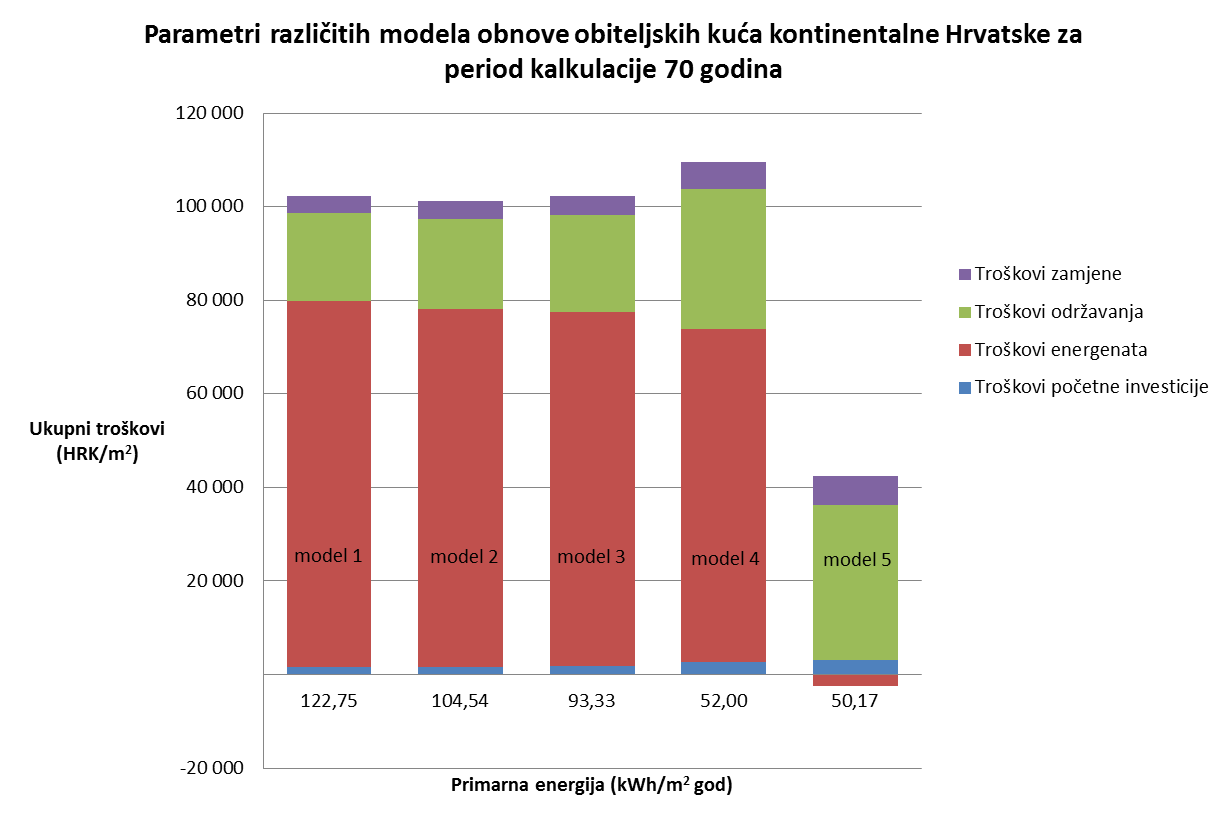 Parametri različitih modela obnove obiteljskih kuća kontinentalne Hrvatske za
period kalkulacije 70 godina
120 000
100 000
80 000
60 000
40 000
20 000
-20 000
Ukupni troškovi
(HRK/m²)
model 1
model 2
model 3
model 4
model 5
122,75
104,54
93,33
52,00
50,17
Primarna energija (kWh/m² god)
Troškovi zamjene
Troškovi održavanja
Troškovi energenata
Troškovi početne investicije